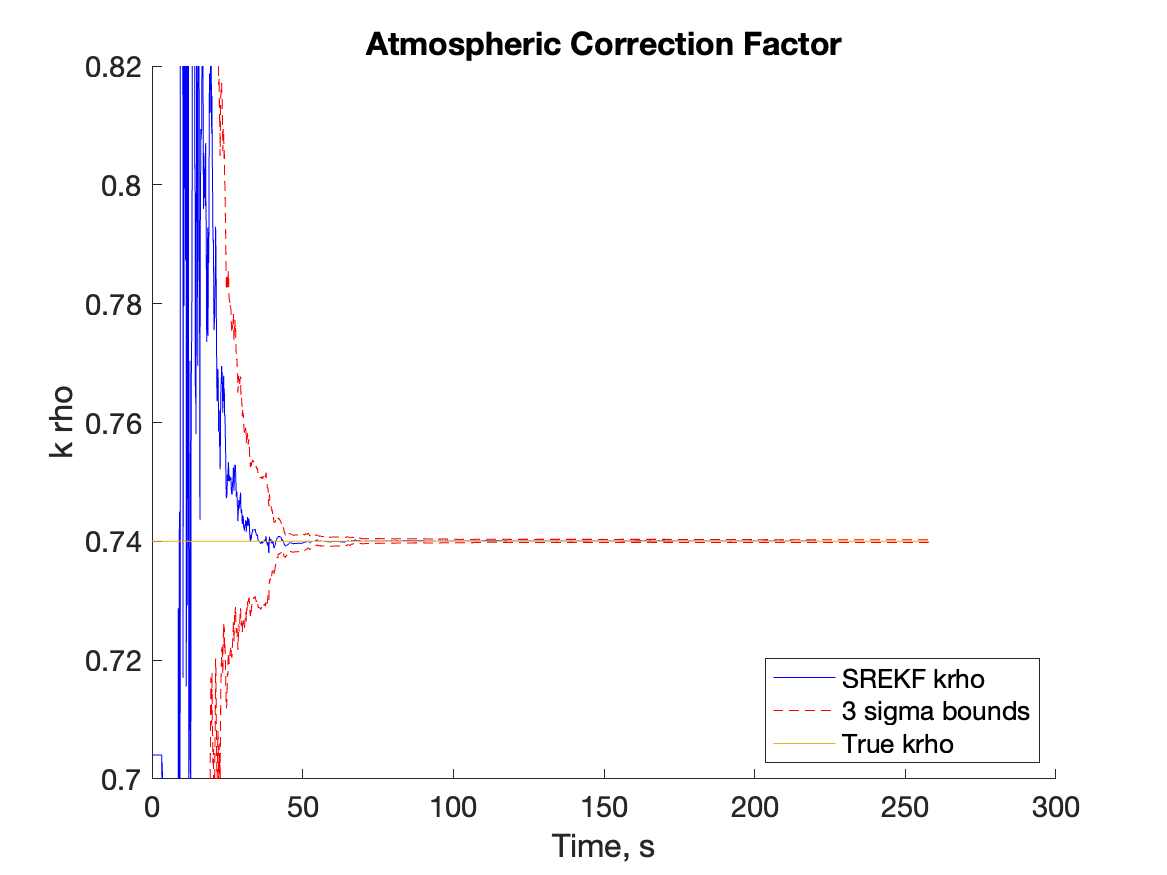 Atmospheric Correction Factor
0.82
0.8
0.78
0.76
0.74
0.72
0.7
k rho
0 50 100 150 200 250 300
Time, s
SREKF krho
3 sigma bounds
True krho